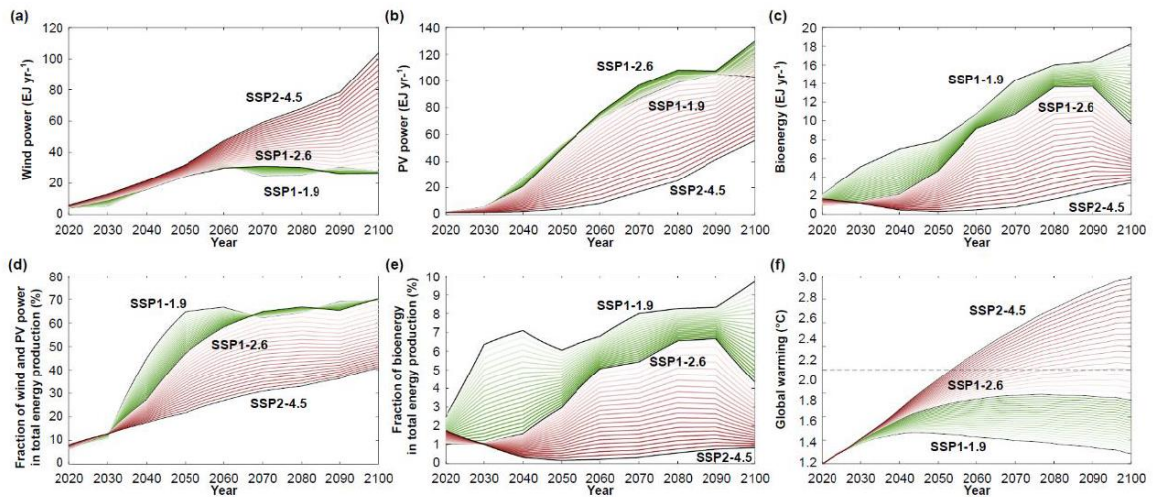 (a)
120
100
80
60
40
20
0
Wind power (EJ yr⁻¹)
SSP2-4.5
SSP1-2.6
SSP1-1.9
2020 2030 2040 2050 2060 2070 2080 2090 2100
Year
(b)
140
120
100
80
60
40
20
0
PV power (EJ yr⁻¹)
SSP1-2.6
SSP1-1.9
SSP2-4.5
2020 2030 2040 2050 2060 2070 2080 2090 2100
Year
(c)
20
18
16
14
12
10
8
6
4
2
0
Bioenergy (EJ yr⁻¹)
SSP1-1.9
SSP1-2.6
SSP2-4.5
2020 2030 2040 2050 2060 2070 2080 2090 2100
Year
(d)
80
70
60
50
40
30
20
10
0
Fraction of wind and PV power
in total energy production (%)
SSP1-1.9
SSP1-2.6
SSP2-4.5
2020 2030 2040 2050 2060 2070 2080 2090 2100
Year
(e)
10
9
8
7
6
5
4
3
2
1
0
Fraction of bioenergy
in total energy production (%)
SSP1-1.9
SSP1-2.6
SSP2-4.5
2020 2030 2040 2050 2060 2070 2080 2090 2100
Year
(f)
3.0
2.8
2.6
2.4
2.2
1.8
1.6
1.4
1.2
Global warming (°C)
SSP2-4.5
SSP1-2.6
SSP1-1.9
2020 2030 2040 2050 2060 2070 2080 2090 2100
Year